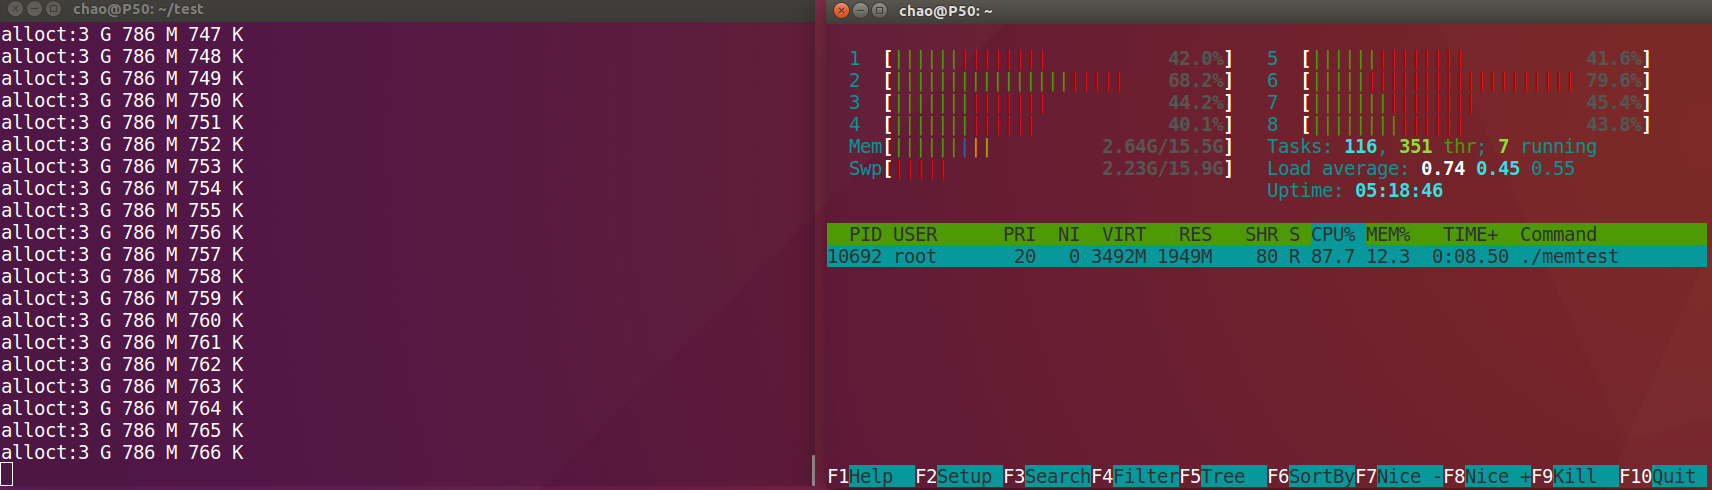 chao@P50: ~/test
alloct:3 G 786 M 747 K
alloct:3 G 786 M 748 K
alloct:3 G 786 M 749 K
alloct:3 G 786 M 750 K
alloct:3 G 786 M 751 K
alloct:3 G 786 M 752 K
alloct:3 G 786 M 753 K
alloct:3 G 786 M 754 K
alloct:3 G 786 M 755 K
alloct:3 G 786 M 756 K
alloct:3 G 786 M 757 K
alloct:3 G 786 M 758 K
alloct:3 G 786 M 759 K
alloct:3 G 786 M 760 K
alloct:3 G 786 M 761 K
alloct:3 G 786 M 762 K
alloct:3 G 786 M 763 K
alloct:3 G 786 M 764 K
alloct:3 G 786 M 765 K
alloct:3 G 786 M 766 K
chao@P50: ~
1 [|||||||||||||| 42.0%] 5 [|||||||||||||| 41.6%]
2 [||||||||||||||||||||| 68.2%] 6 [|||||||||||||||||||||||| 79.6%]
3 [|||||||||||||| 44.2%] 7 [||||||||||||||| 45.4%]
4 [||||||||||||| 40.1%] 8 [|||||||||||||| 43.8%]
Mem[||||||||| 2.64G/15.5G] Tasks: 116, 351 thr; 7 running
Swp[||||| 2.23G/15.9G] Load average: 0.74 0.45 0.55
Uptime: 05:18:46
PID USER PRI NI VIRT RES SHR S CPU% MEM% TIME+ Command
10692 root 20 0 3492M 1949M 80 R 87.7 12.3 0:08.50 ./memtest
F1Help F2Setup F3SearchF4FilterF5Tree F6SortByF7Nice -F8Nice +F9Kill F10Quit